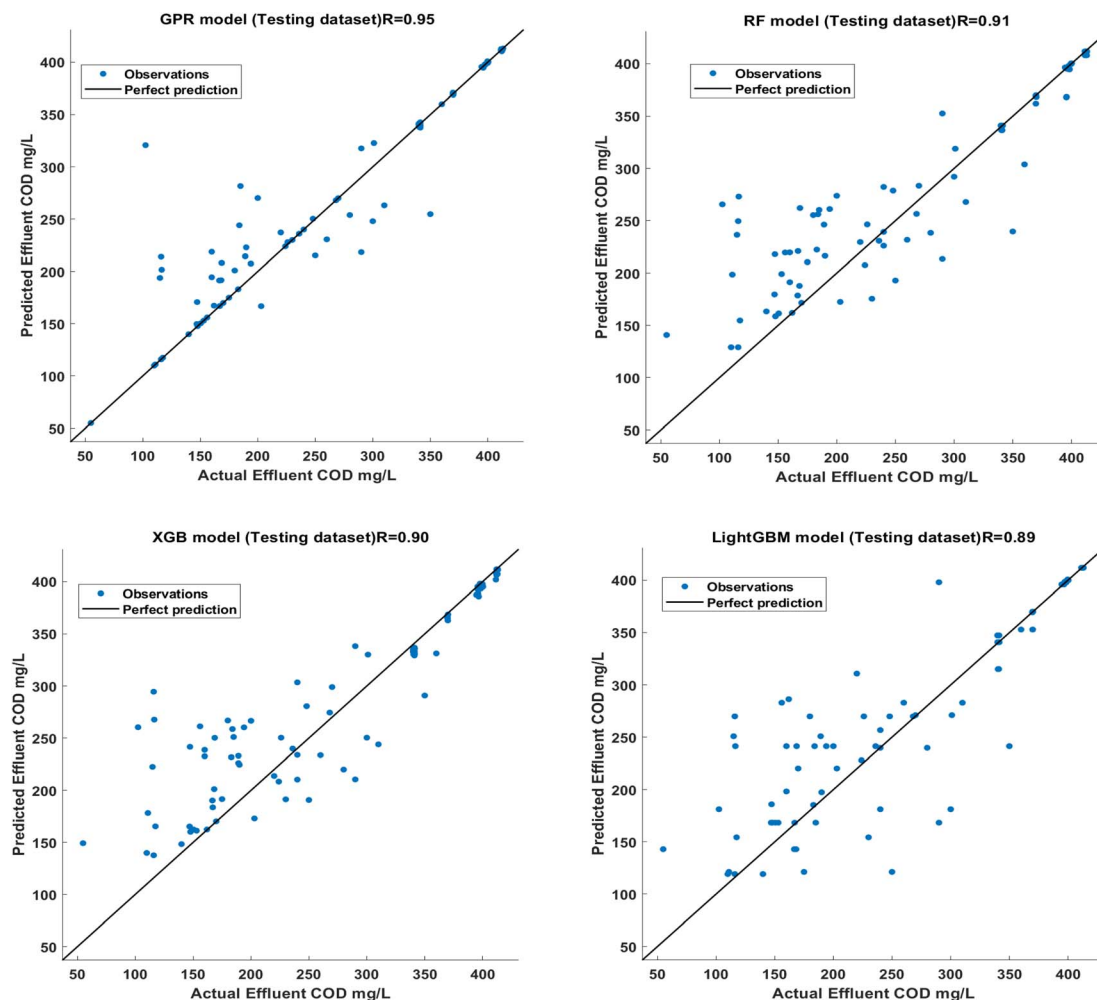 GPR model (Testing dataset)R=0.95
400
350
300
250
200
150
100
50
Predicted Effluent COD mg/L
Observations
Perfect prediction
50 100 150 200 250 300 350 400
Actual Effluent COD mg/L
RF model (Testing dataset)R=0.91
400
350
300
250
200
150
100
50
Predicted Effluent COD mg/L
Observations
Perfect prediction
50 100 150 200 250 300 350 400
Actual Effluent COD mg/L
XGB model (Testing dataset)R=0.90
400
350
300
250
200
150
100
50
Predicted Effluent COD mg/L
Observations
Perfect prediction
50 100 150 200 250 300 350 400
Actual Effluent COD mg/L
LightGBM model (Testing dataset)R=0.89
400
350
300
250
200
150
100
50
Predicted Effluent COD mg/L
Observations
Perfect prediction
50 100 150 200 250 300 350 400
Actual Effluent COD mg/L